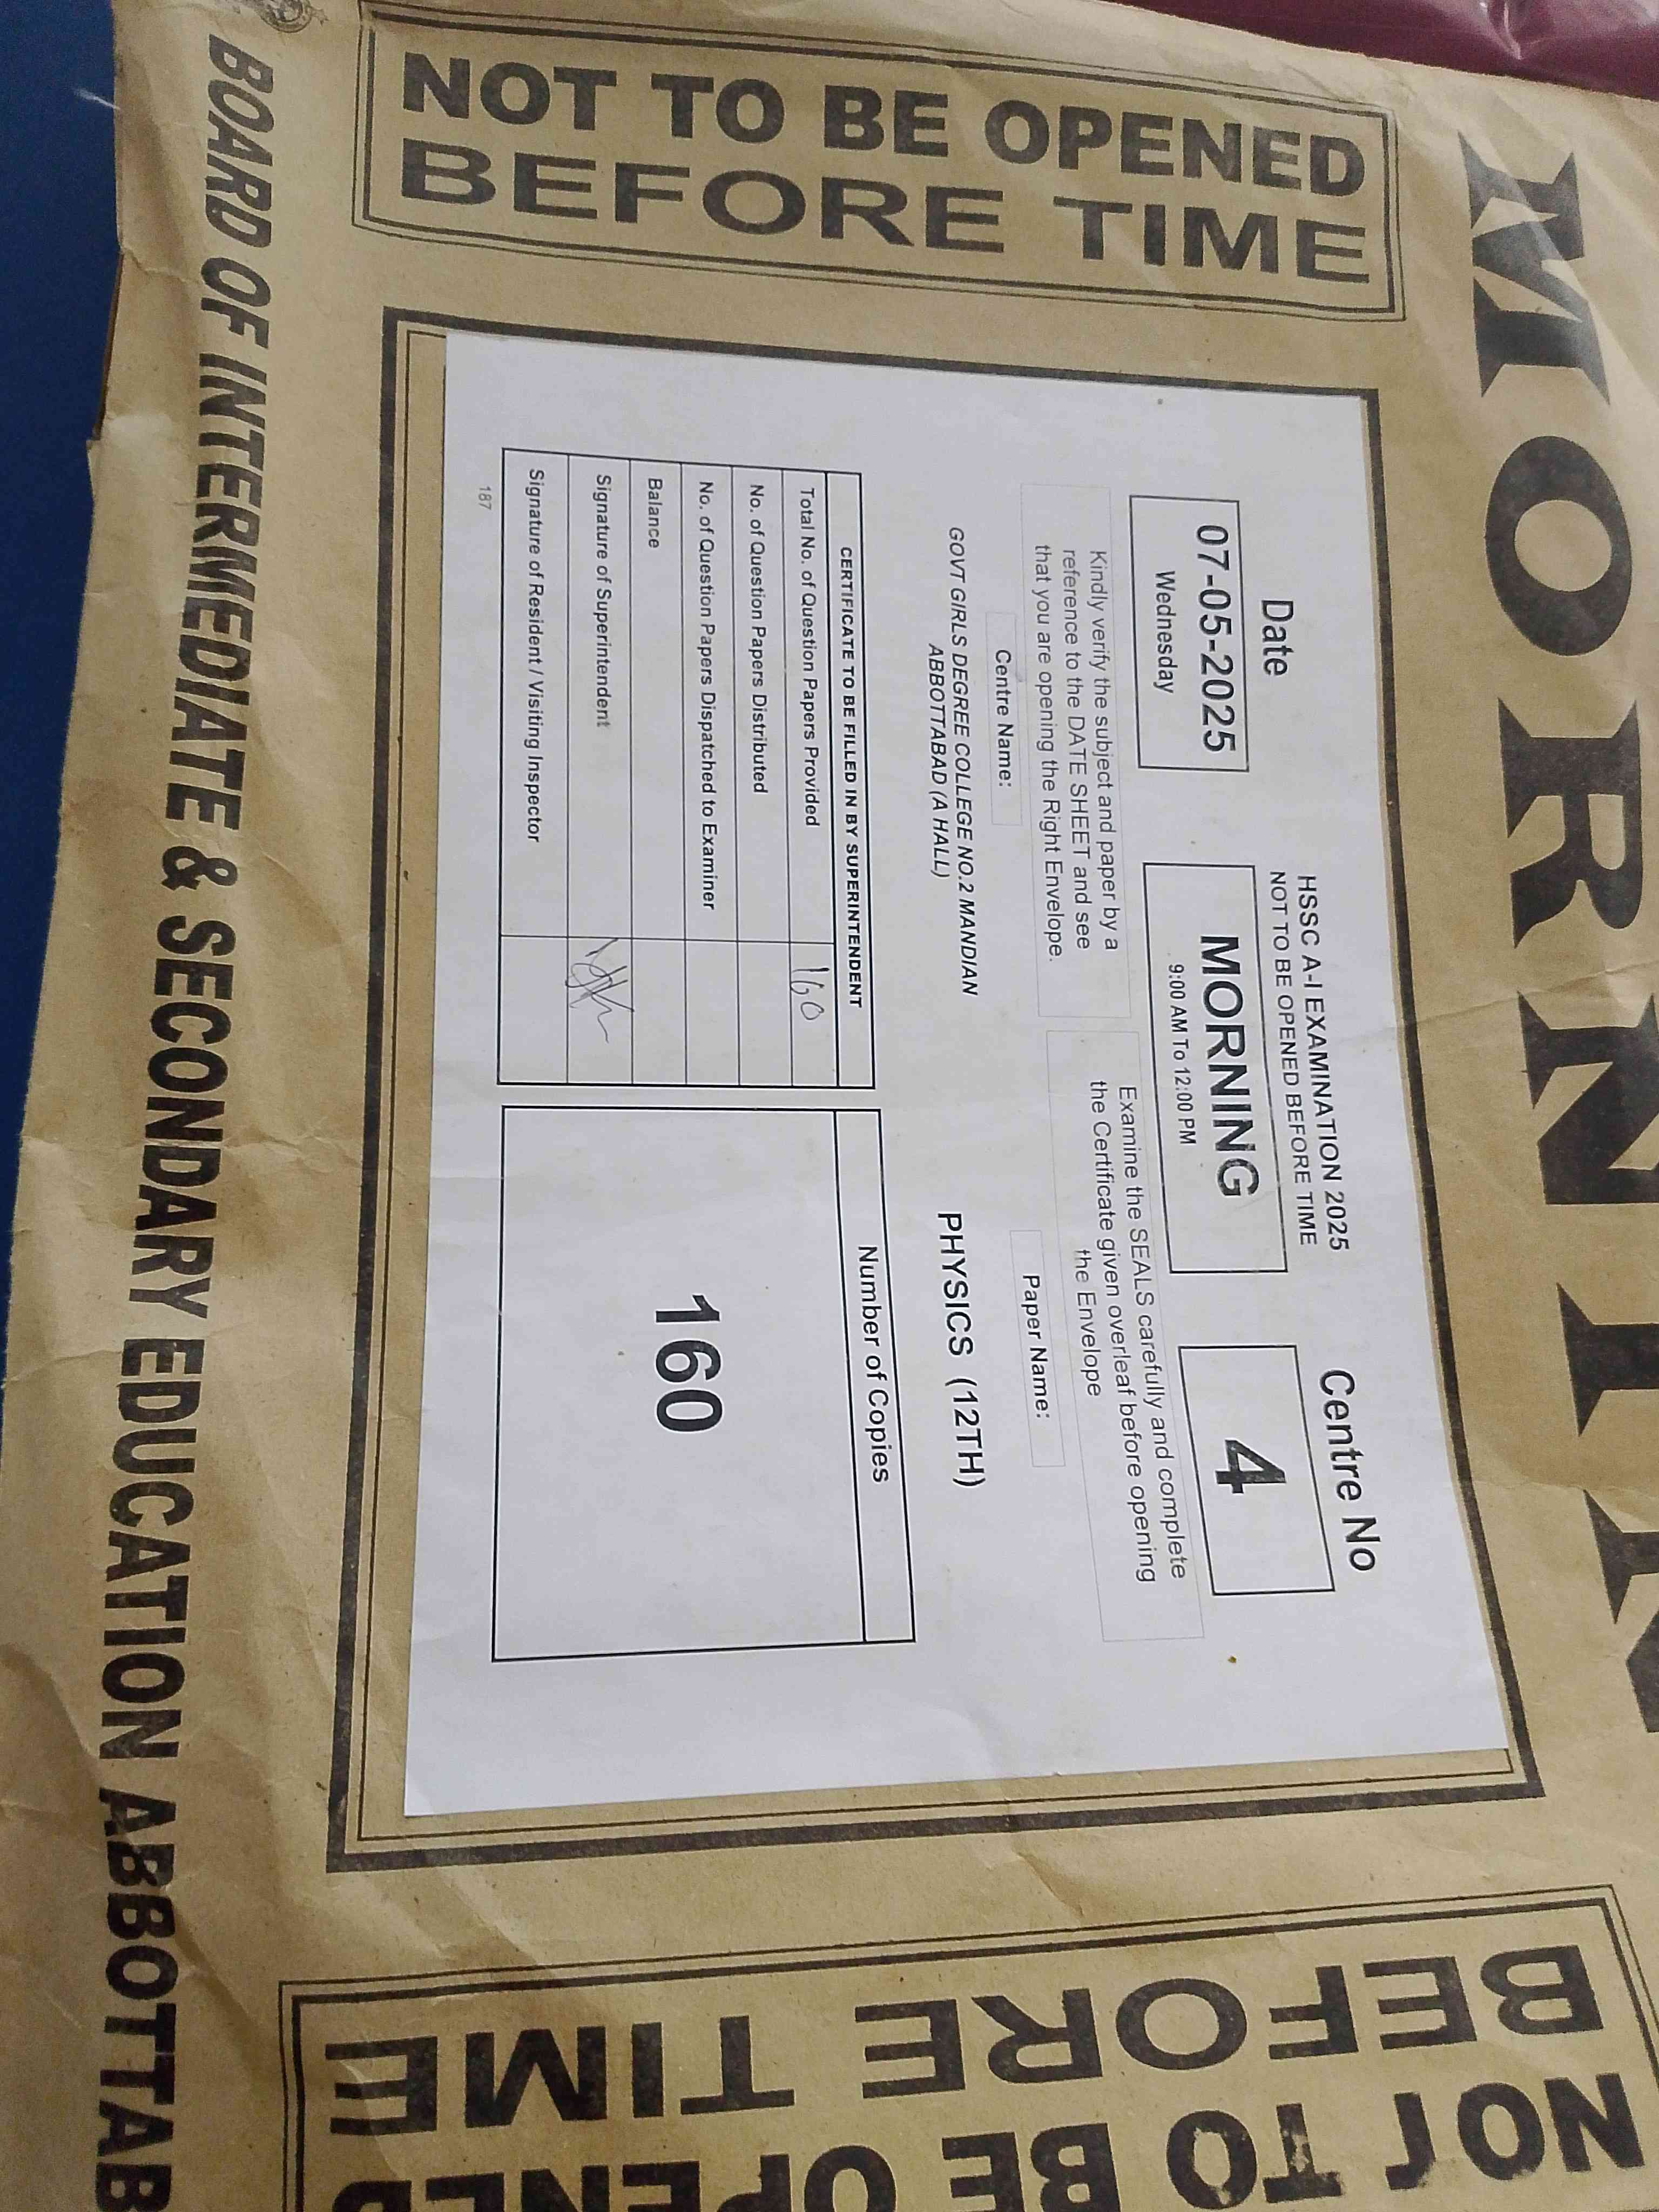 MORNIN
NOT TO BE OPENED
BEFORE TIME
HSSC A-I EXAMINATION 2025
NOT TO BE OPENED BEFORE TIME
Date
Centre No
07-05-2025
Wednesday
MORNING
9:00 AM To 12:00 PM
4
Kindly verify the subject and paper by a
reference to the DATE SHEET and see
that you are opening the Right Envelope.
Examine the SEALS carefully and complete
the Certificate given overleaf before opening
the Envelope
Centre Name:
Paper Name:
GOVT GIRLS DEGREE COLLEGE NO.2 MANDIAN
ABBOTTABAD (A HALL)
PHYSICS (12TH)
CERTIFICATE TO BE FILLED IN BY SUPERINTENDENT
Total No. of Question Papers Provided 160
No. of Question Papers Distributed
No. of Question Papers Dispatched to Examiner
Balance
Signature of Superintendent
Signature of Resident / Visiting Inspector
Number of Copies
160
187
NOT TO BE OPENED
BEFORE TIME
BOARD OF INTERMEDIATE & SECONDARY EDUCATION ABBOTTAB